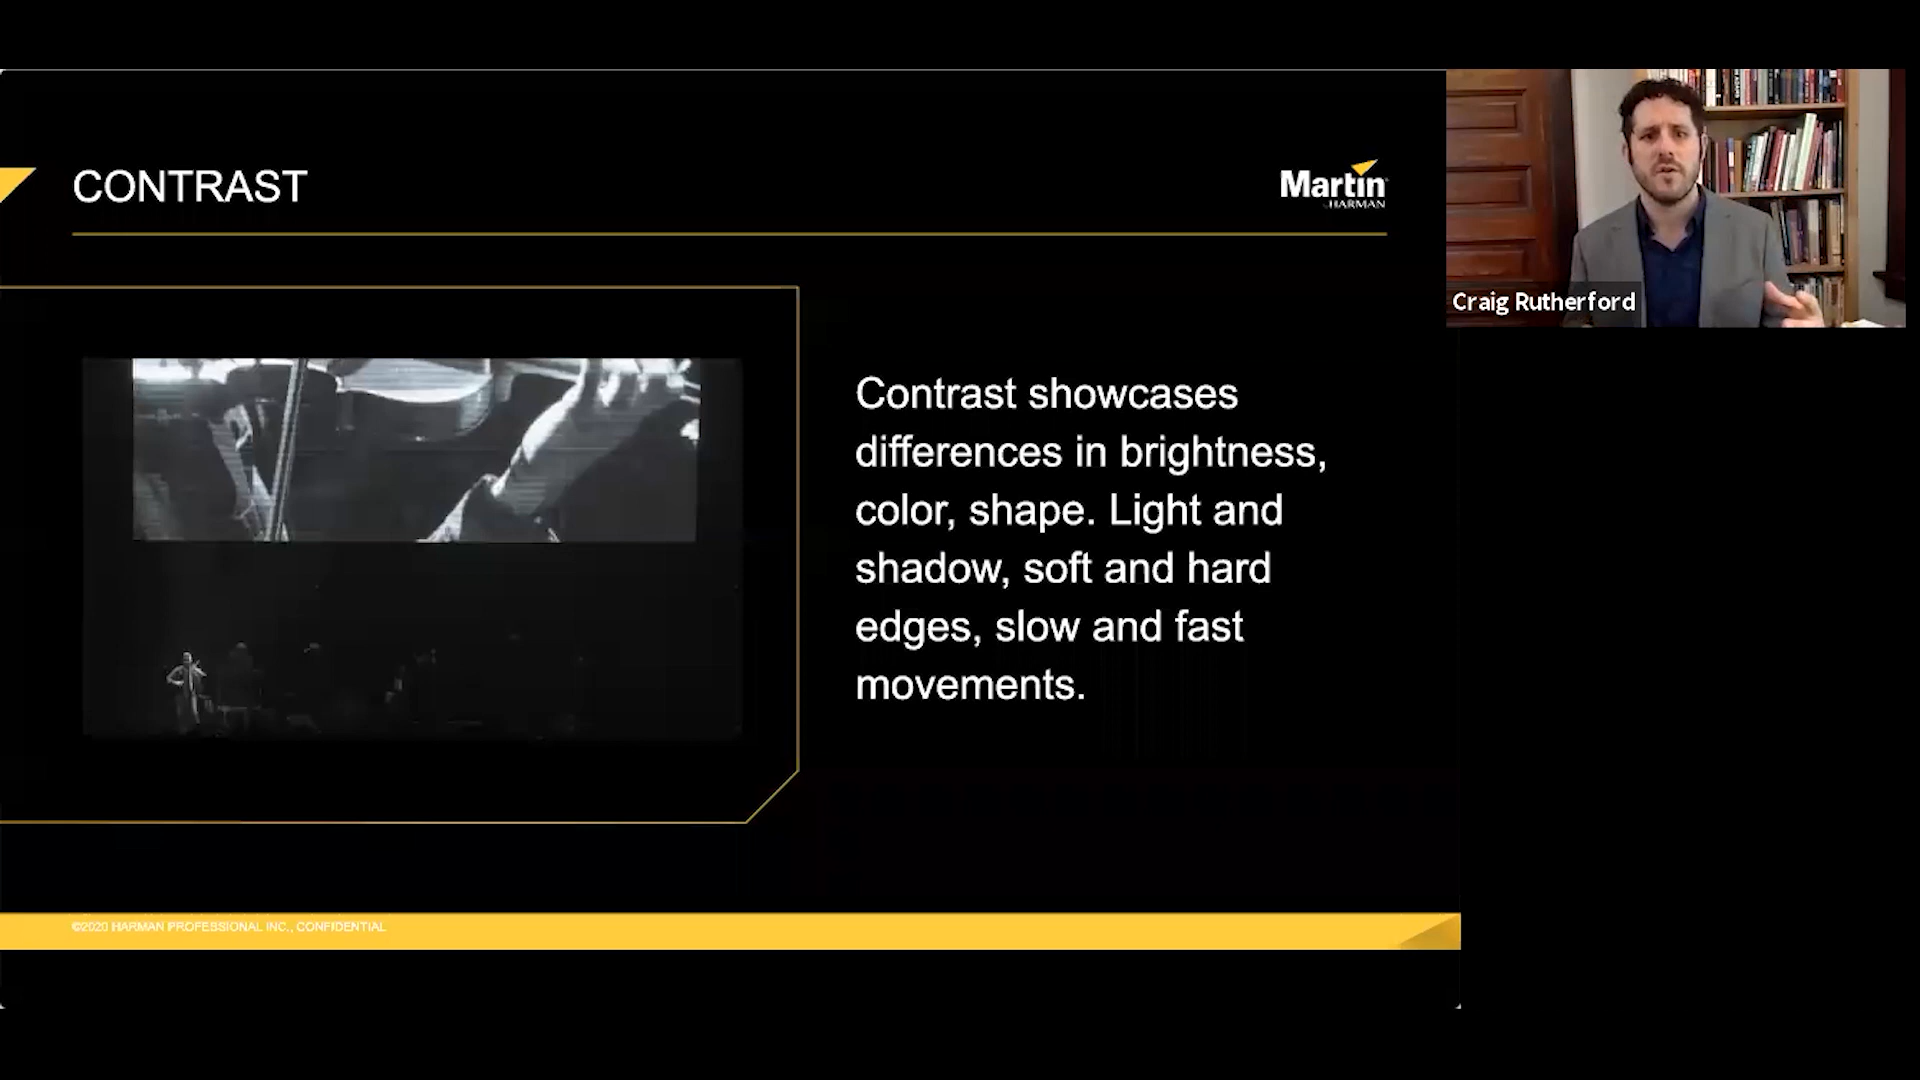 CONTRAST
Martin
by HARMAN
Craig Rutherford
Contrast showcases
differences in brightness,
color, shape. Light and
shadow, soft and hard
edges, slow and fast
movements.
©2020 HARMAN PROFESSIONAL INC., CONFIDENTIAL